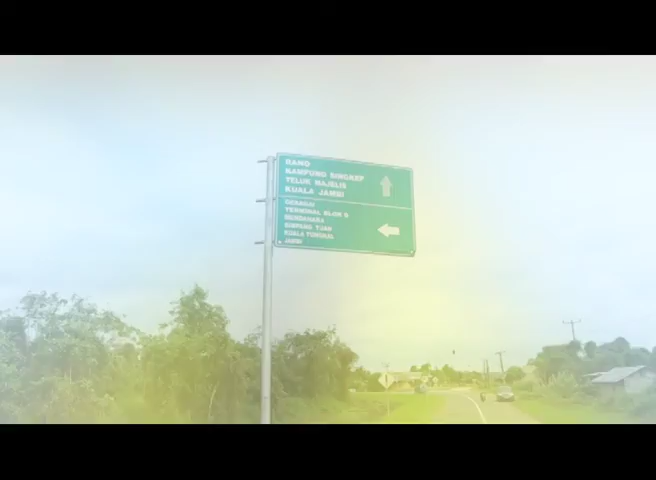 RANO
KAMPUNG SINGKEP
TELUK MAJELIS
KUALA JAMBI
GERAGAI
TERMINAL BLOK D
MENDAHARA
SIMPANG TUAN
KUALA TUNGKAL
JAMBI